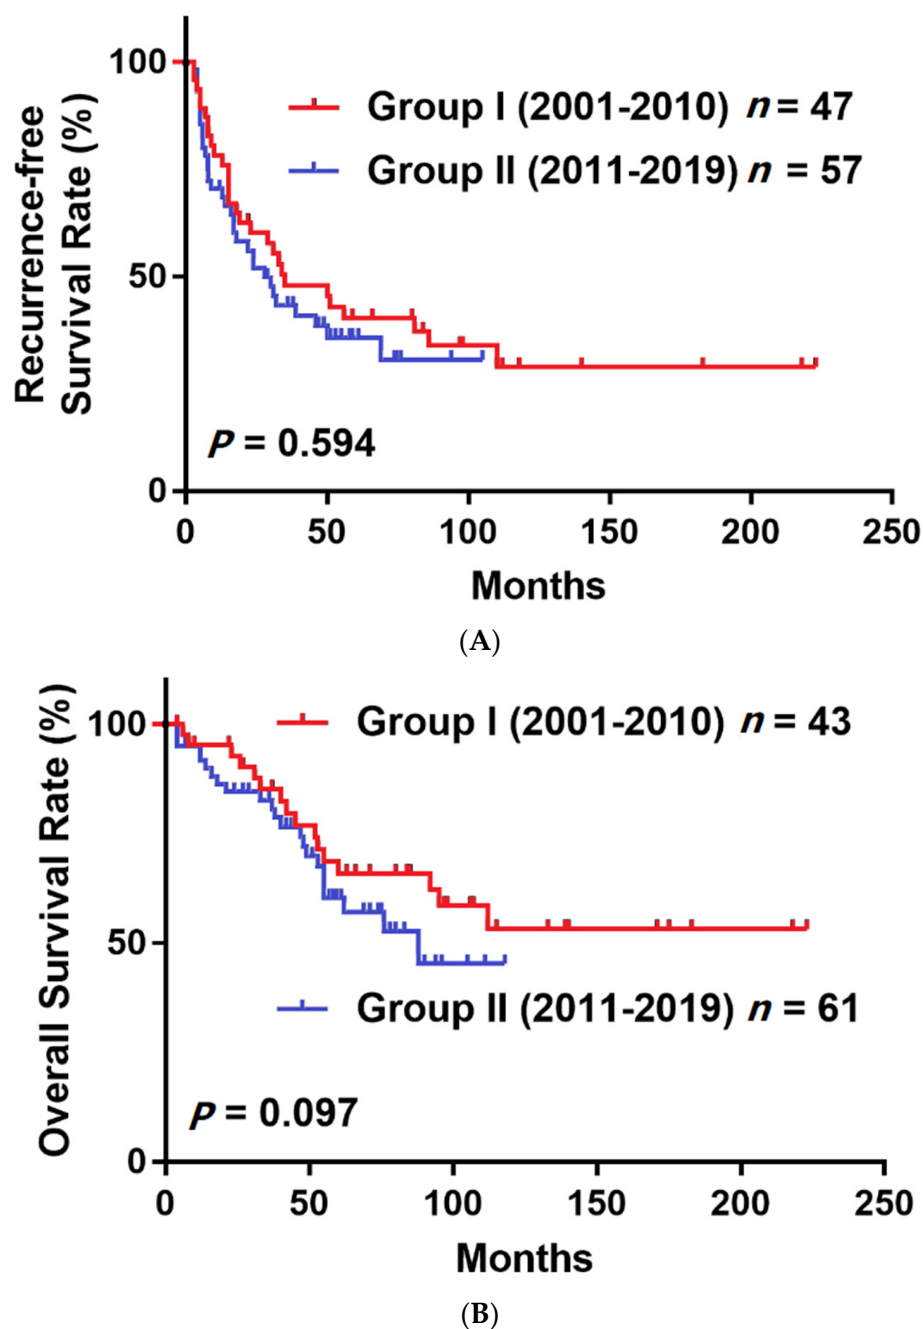 Recurrence-free
Survival Rate (%)
100
50
0
Group I (2001-2010) n = 47
Group II (2011-2019) n = 57
P = 0.594
0 50 100 150 200 250
Months
(A)
Overall Survival Rate (%)
100
50
0
Group I (2001-2010) n = 43
Group II (2011-2019) n = 61
P = 0.097
0 50 100 150 200 250
Months
(B)